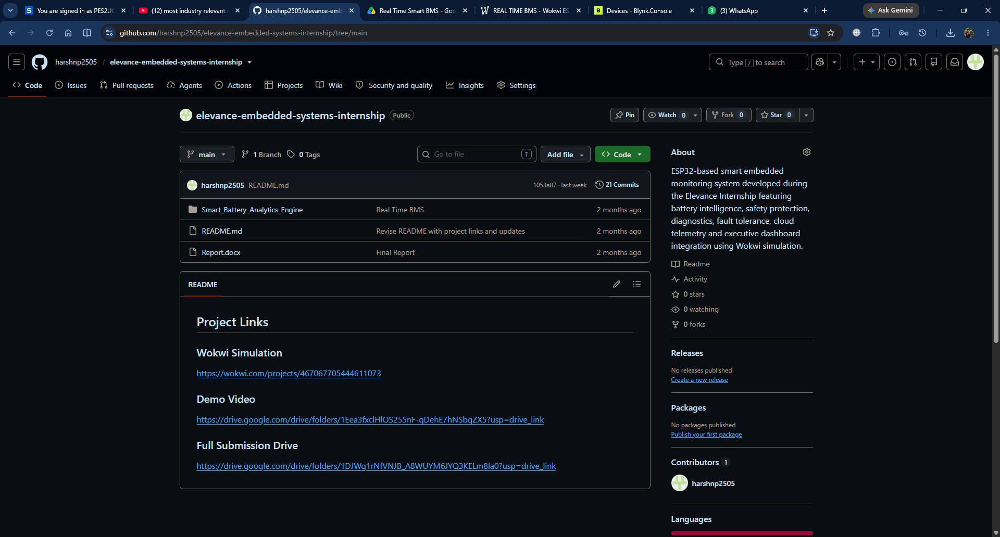 You are signed in as PES2UG
(12) most industry relevant
harshnp2505/elevance-emb
Real Time Smart BMS - Goo
REAL TIME BMS - Wokwi ES
Devices - Blynk.Console
3
(3) WhatsApp
Ask Gemini
github.com/harshnp2505/elevance-embedded-systems-internship/tree/main
harshnp2505 / elevance-embedded-systems-internship
Type / to search
Code
Issues
Pull requests
Agents
Actions
Projects
Wiki
Security and quality
Insights
Settings
elevance-embedded-systems-internship Public
Pin
Watch 0
Fork 0
Star 0
main
1 Branch
0 Tags
Go to file T
Add file
Code
harshnp2505 README.md 1053a87 · last week 21 Commits
Smart_Battery_Analytics_Engine Real Time BMS 2 months ago
README.md Revise README with project links and updates 2 months ago
Report.docx Final Report 2 months ago
README
Project Links
Wokwi Simulation
https://wokwi.com/projects/467067705444611073
Demo Video
https://drive.google.com/drive/folders/1Eea3fxclHlOS255nF-qDehE7hNSbqZX5?usp=drive_link
Full Submission Drive
https://drive.google.com/drive/folders/1DJWg1rNfVNJB_A8WUYM6JYQ3KELm8la0?usp=drive_link
About
ESP32-based smart embedded
monitoring system developed during
the Elevance Internship featuring
battery intelligence, safety protection,
diagnostics, fault tolerance, cloud
telemetry and executive dashboard
integration using Wokwi simulation.
Readme
Activity
0 stars
0 watching
0 forks
Releases
No releases published
Create a new release
Packages
No packages published
Publish your first package
Contributors 1
harshnp2505
Languages